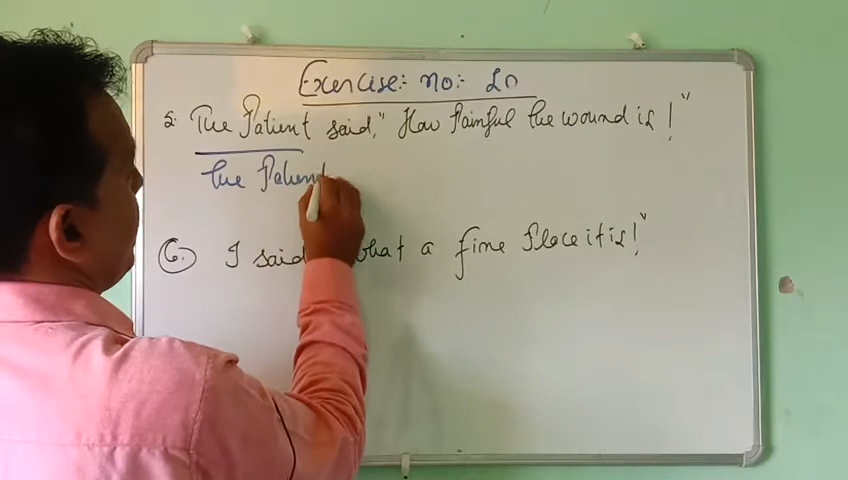 Exercise:- no:- 20
5. The Patient said," How Painful the wound is !"
The Patient
6. I said what a fine Place it is!"